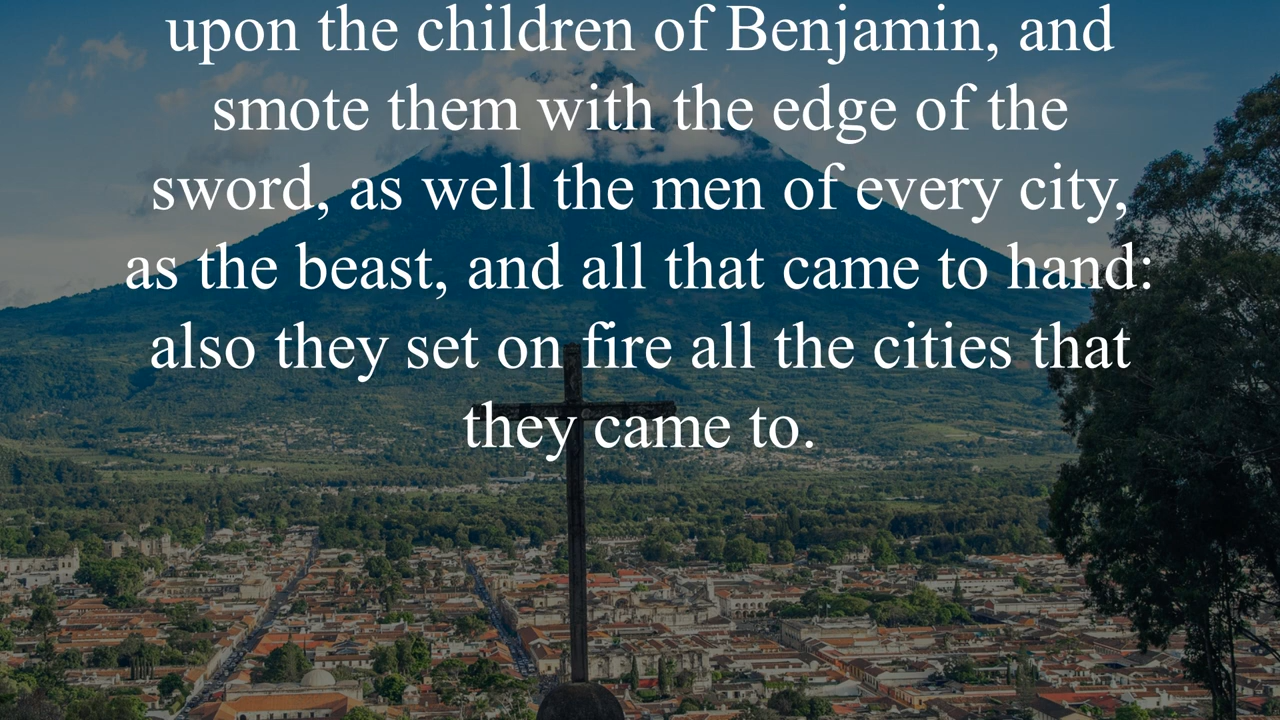 upon the children of Benjamin, and
smote them with the edge of the
sword, as well the men of every city,
as the beast, and all that came to hand:
also they set on fire all the cities that
they came to.